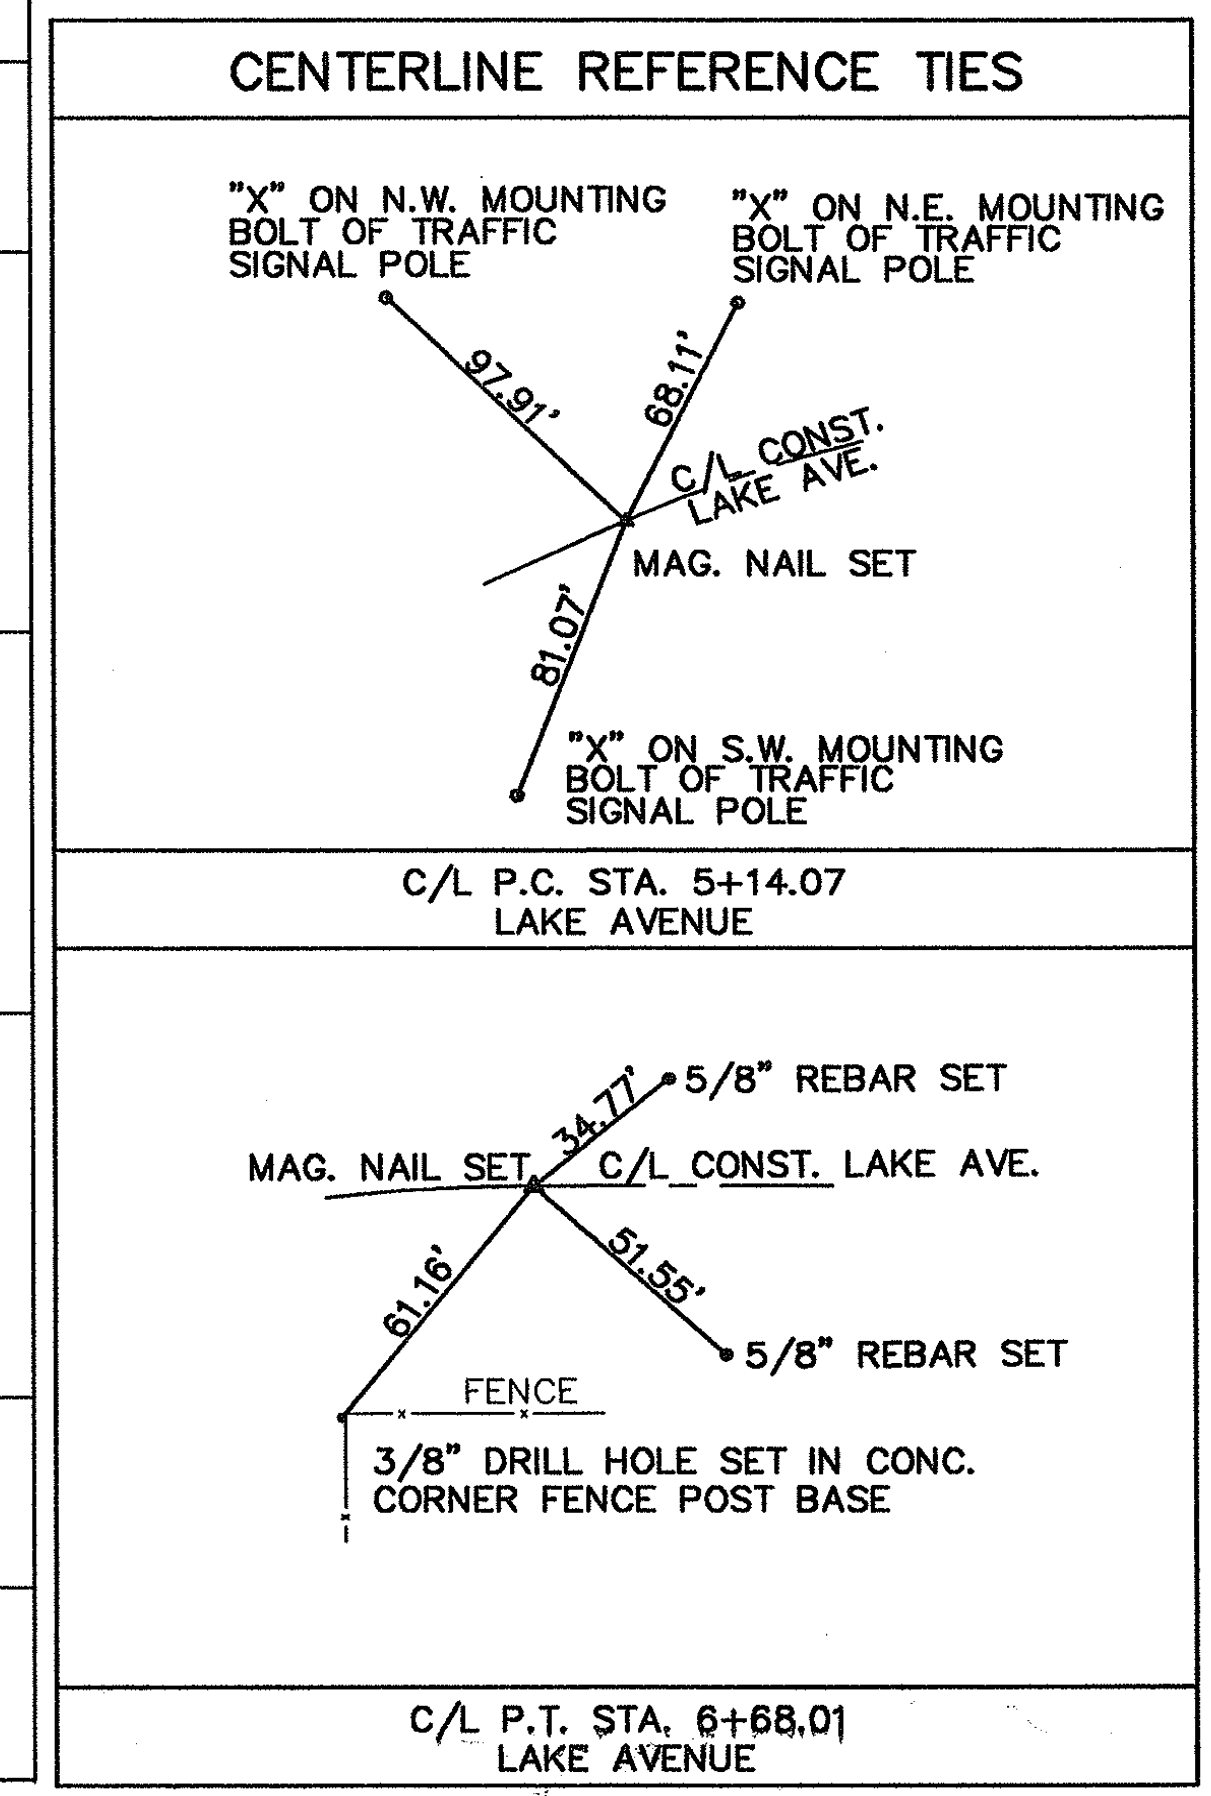 CENTERLINE REFERENCE TIES
"X" ON N.W. MOUNTING
BOLT OF TRAFFIC
SIGNAL POLE
"X" ON N.E. MOUNTING
BOLT OF TRAFFIC
SIGNAL POLE
97.91'
68.11'
C/L CONST.
LAKE AVE.
MAG. NAIL SET
81.07'
"X" ON S.W. MOUNTING
BOLT OF TRAFFIC
SIGNAL POLE
C/L P.C. STA. 5+14.07
LAKE AVENUE
34.77'
5/8" REBAR SET
MAG. NAIL SET
C/L CONST. LAKE AVE.
61.16'
51.55'
5/8" REBAR SET
FENCE
3/8" DRILL HOLE SET IN CONC.
CORNER FENCE POST BASE
C/L P.T. STA. 6+68.01
LAKE AVENUE